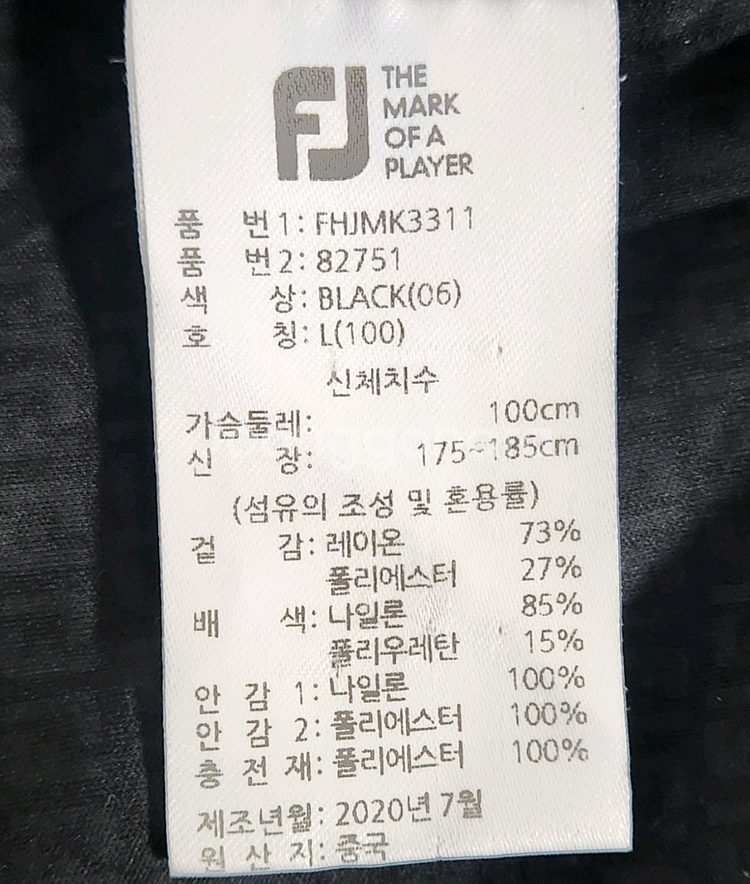 FJ
THE
MARK
OF A
PLAYER
품 번1: FHJMK3311
품 번2: 82751
색 상: BLACK(06)
호 칭: L(100)
신체치수
가슴둘레: 100cm
신 장: 175~185cm
(섬유의 조성 및 혼용률)
겉 감: 레이온 73%
폴리에스터 27%
배 색: 나일론 85%
폴리우레탄 15%
안 감 1: 나일론 100%
안 감 2: 폴리에스터 100%
충 전 재: 폴리에스터 100%
제조년월: 2020년 7월
원 산 지: 중국